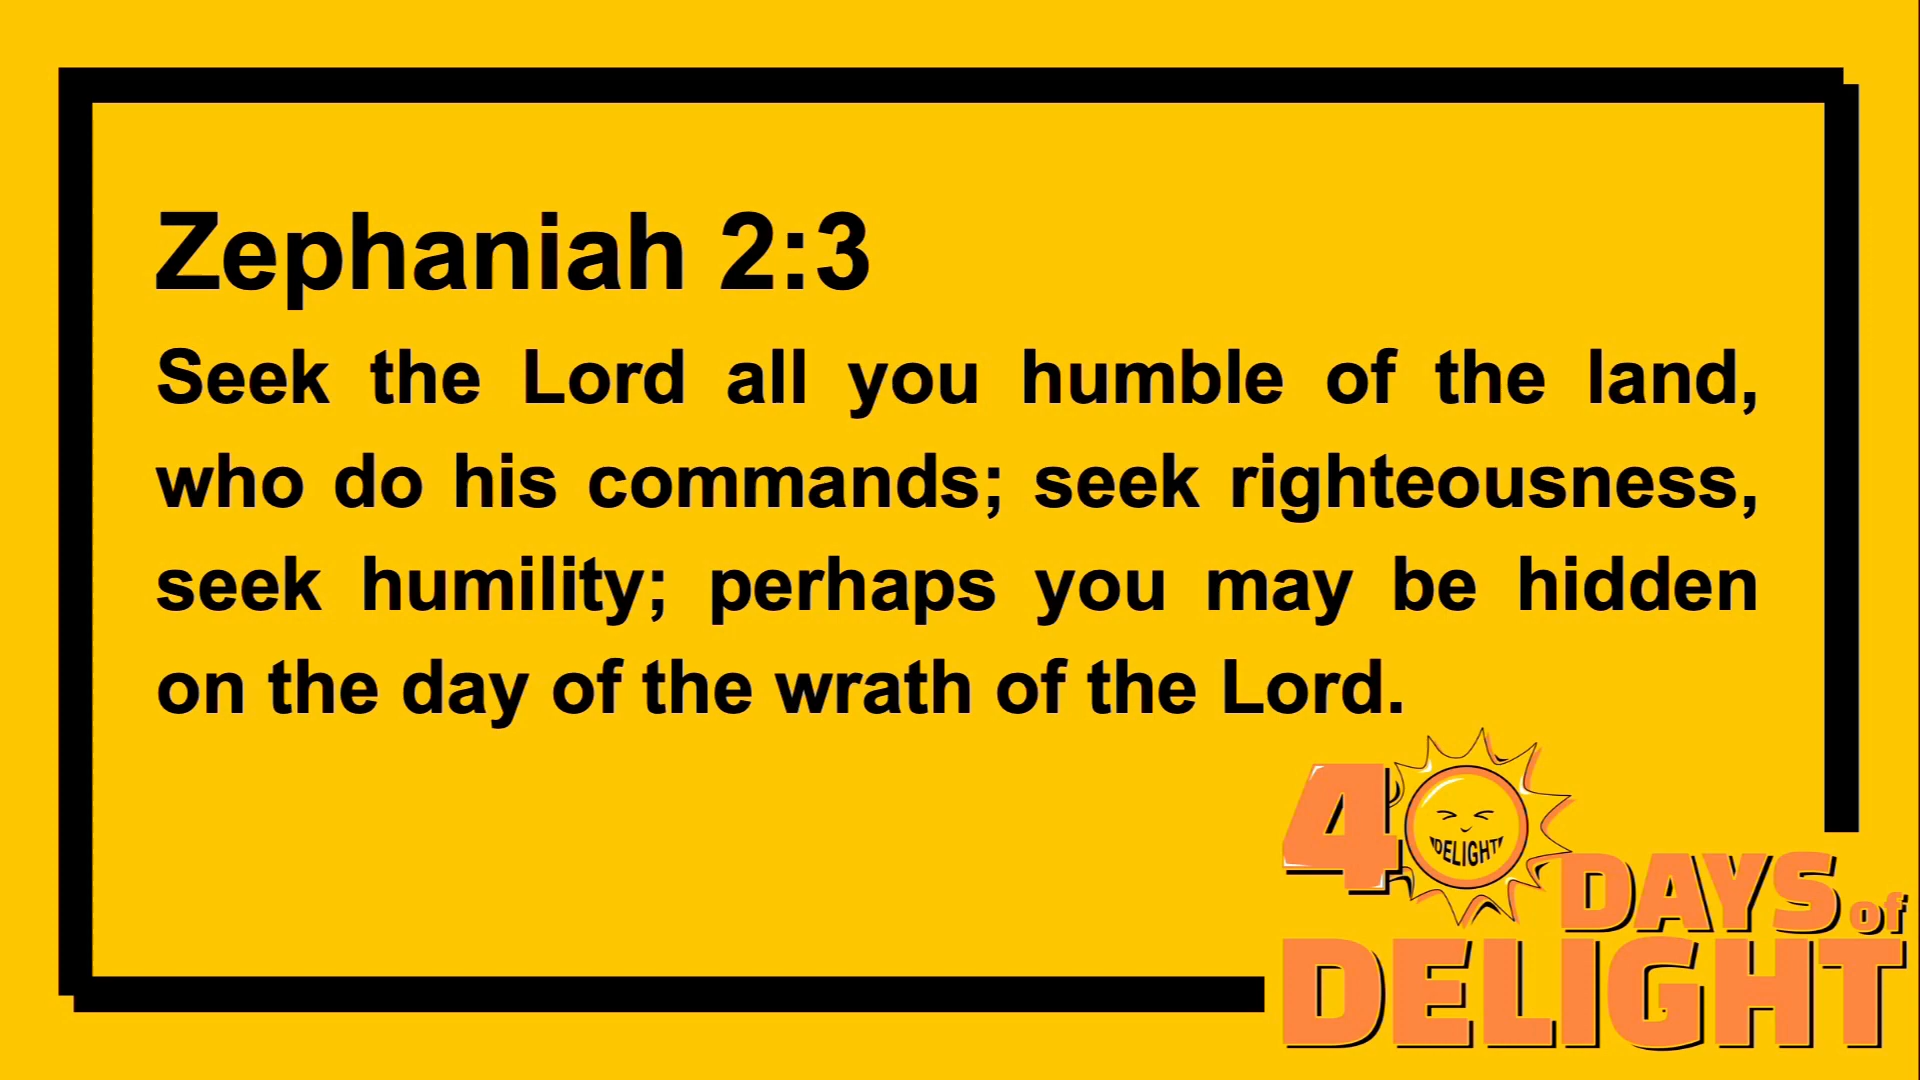 Zephaniah 2:3
Seek the Lord all you humble of the land,
who do his commands; seek righteousness,
seek humility; perhaps you may be hidden
on the day of the wrath of the Lord.
40 DAYS of
DELIGHT
DELIGHT